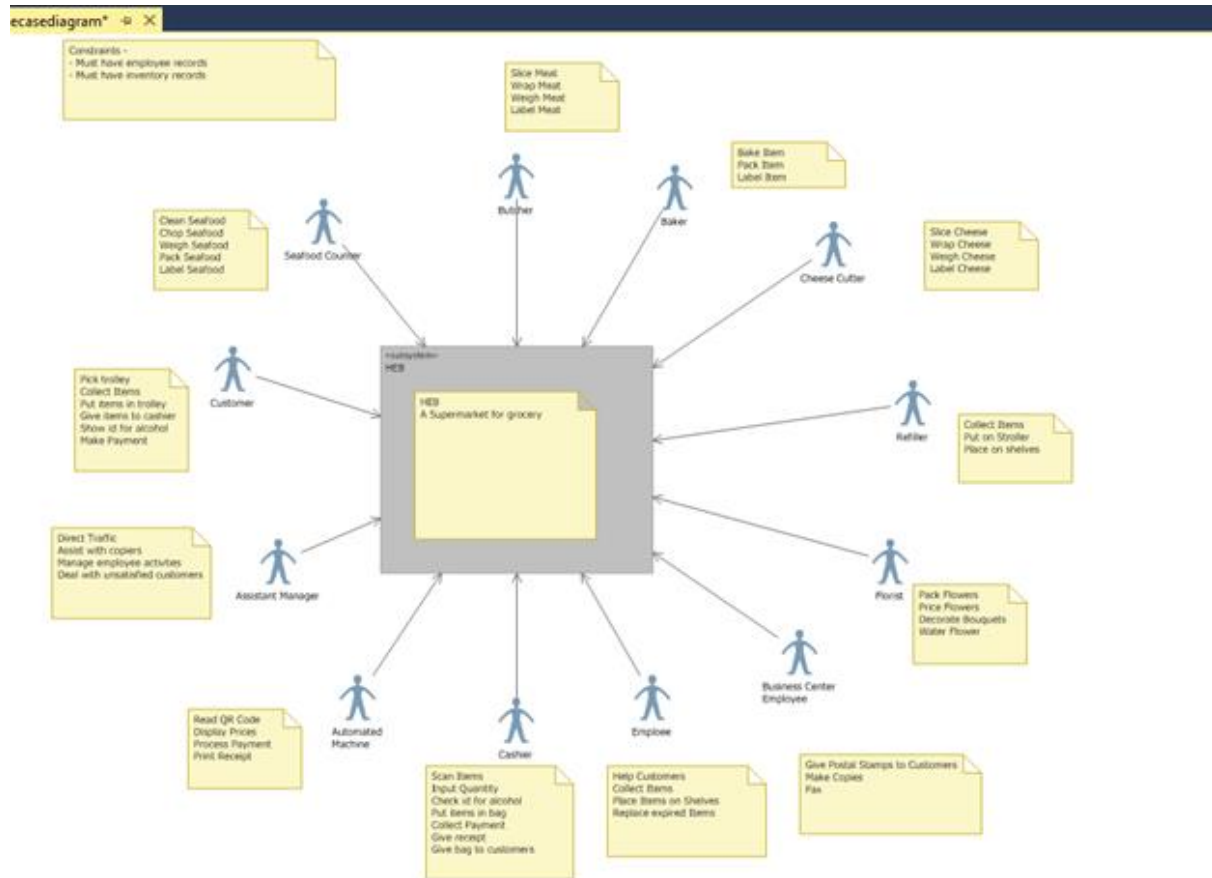 ecasediagram*
Constraints -
- Must have employee records
- Must have inventory records
Slice Meat
Wrap Meat
Weigh Meat
Label Meat
Butcher
Bake Item
Pack Item
Label Item
Baker
Clean Seafood
Chop Seafood
Weigh Seafood
Pack Seafood
Label Seafood
Seafood Counter
Slice Cheese
Wrap Cheese
Weigh Cheese
Label Cheese
Cheese Cutter
«subsystem»
HEB
HEB
A Supermarket for grocery
Pick trolley
Collect Items
Put items in trolley
Give items to cashier
Show id for alcohol
Make Payment
Customer
Refiller
Collect Items
Put on Stroller
Place on shelves
Direct Traffic
Assist with copiers
Manage employee activites
Deal with unsatisfied customers
Assistant Manager
Florist
Pack Flowers
Price Flowers
Decorate Bouquets
Water Flower
Business Center
Employee
Read QR Code
Display Prices
Process Payment
Print Receipt
Automated
Machine
Cashier
Emploee
Scan Items
Input Quantity
Check id for alcohol
Put items in bag
Collect Payment
Give receipt
Give bag to customers
Help Customers
Collect Items
Place Items on Shelves
Replace expired Items
Give Postal Stamps to Customers
Make Copies
Fax